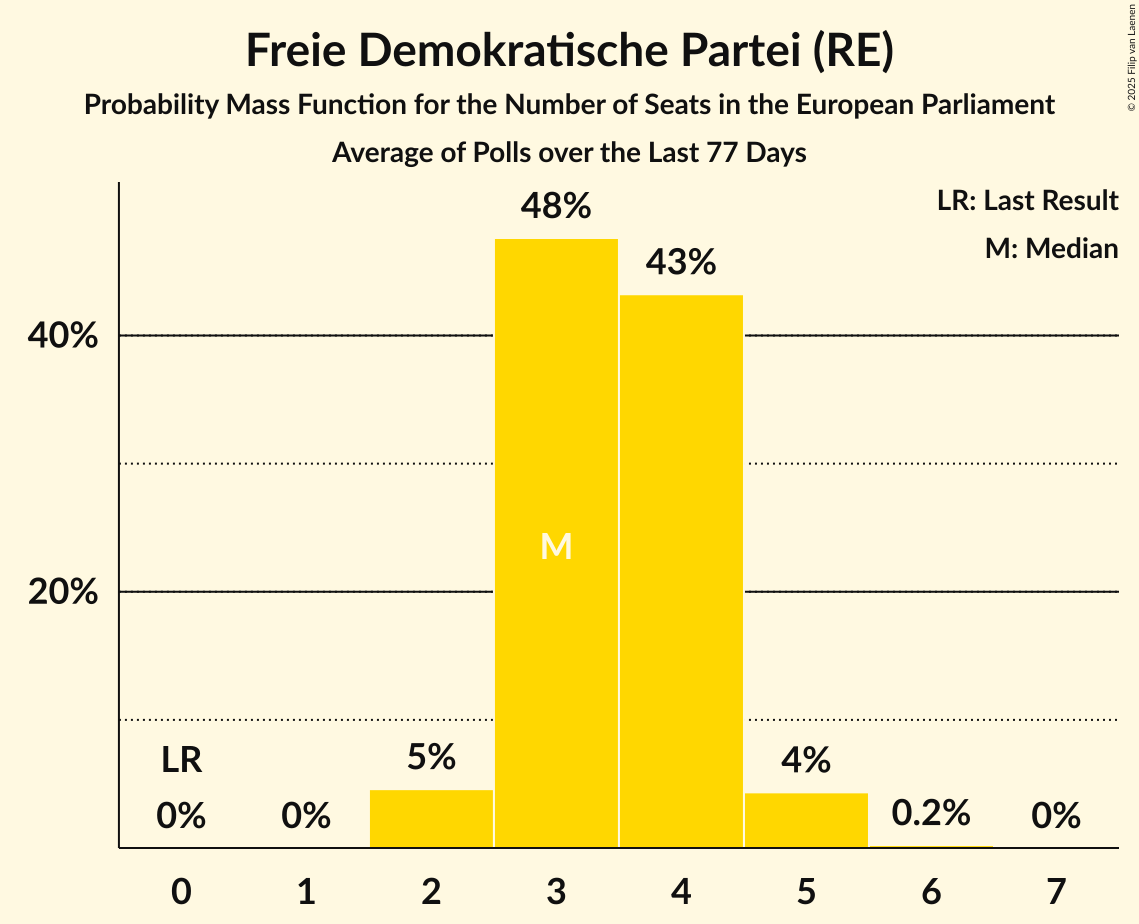 Freie Demokratische Partei (RE)
Probability Mass Function for the Number of Seats in the European Parliament
Average of Polls over the Last 77 Days
© 2025 Filip van Laenen
LR: Last Result
M: Median
48%
43%
40%
M
20%
LR
5%
4%
0%
0%
0.2%
0%
0 1 2 3 4 5 6 7